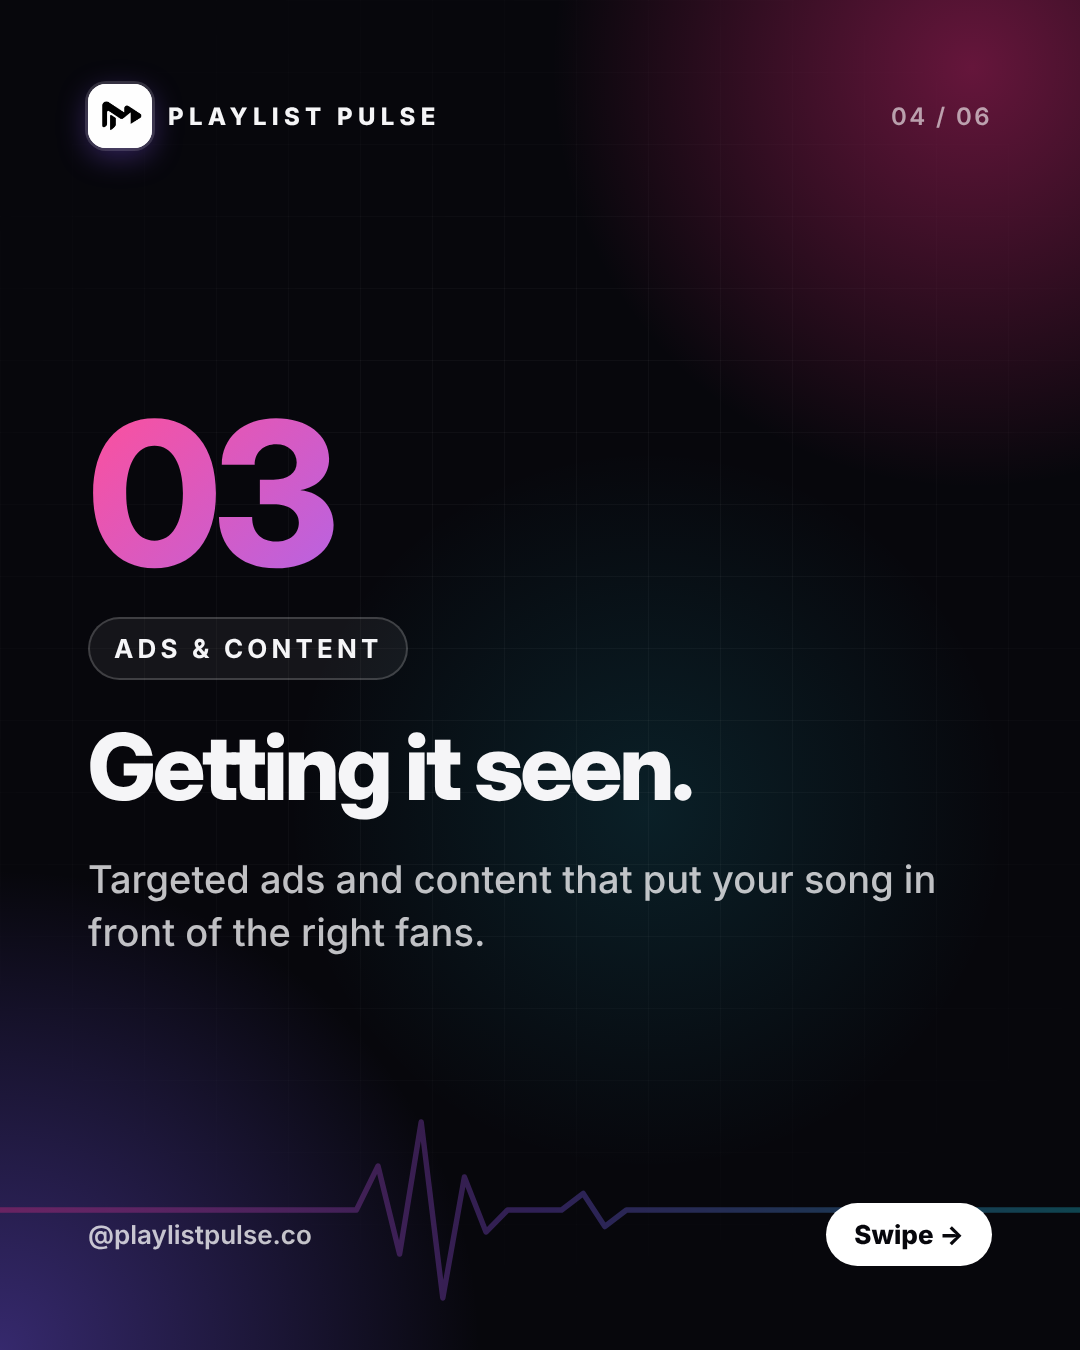 PLAYLIST PULSE
04 / 06
03
ADS & CONTENT
Getting it seen.
Targeted ads and content that put your song in
front of the right fans.
@playlistpulse.co
Swipe →